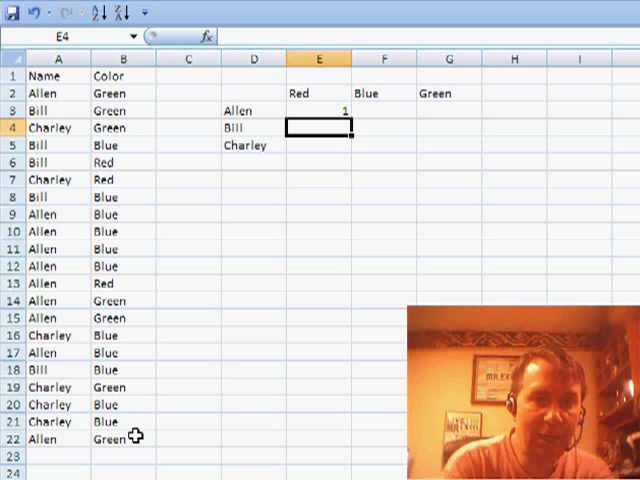 E4 fx
A B C D E F G H I
1 Name Color
2 Allen Green Red Blue Green
3 Bill Green Allen 1
4 Charley Green Bill
5 Bill Blue Charley
6 Bill Red
7 Charley Red
8 Bill Blue
9 Allen Blue
10 Allen Blue
11 Allen Blue
12 Allen Blue
13 Allen Red
14 Allen Green
15 Allen Green
16 Charley Blue
17 Allen Blue
18 Bill Blue
19 Charley Green
20 Charley Blue
21 Charley Blue
22 Allen Green
23
24